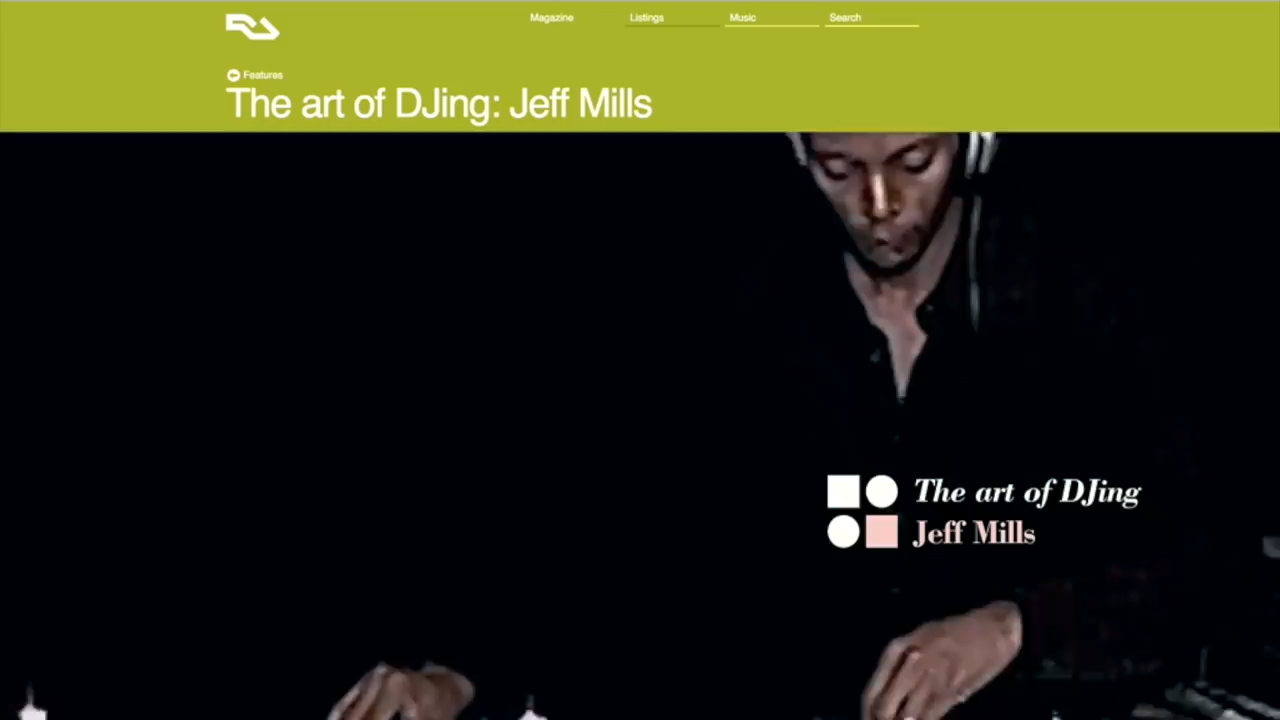 Magazine
Listings
Music
Search
Features
The art of DJing: Jeff Mills
The art of DJing
Jeff Mills